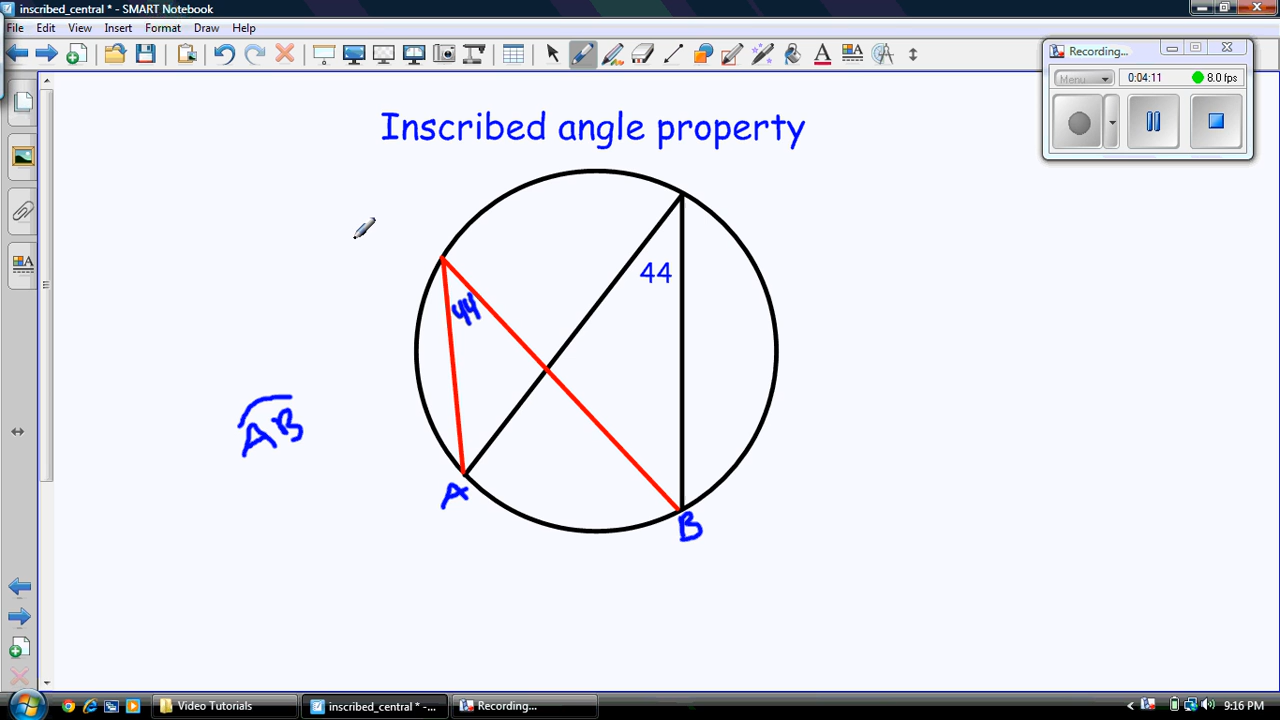 inscribed_central * - SMART Notebook
File Edit View Insert Format Draw Help
Recording...
Menu
0:04:11
8.0 fps
Inscribed angle property
44
44
AB
A
B
Video Tutorials
inscribed_central * -...
Recording...
9:16 PM